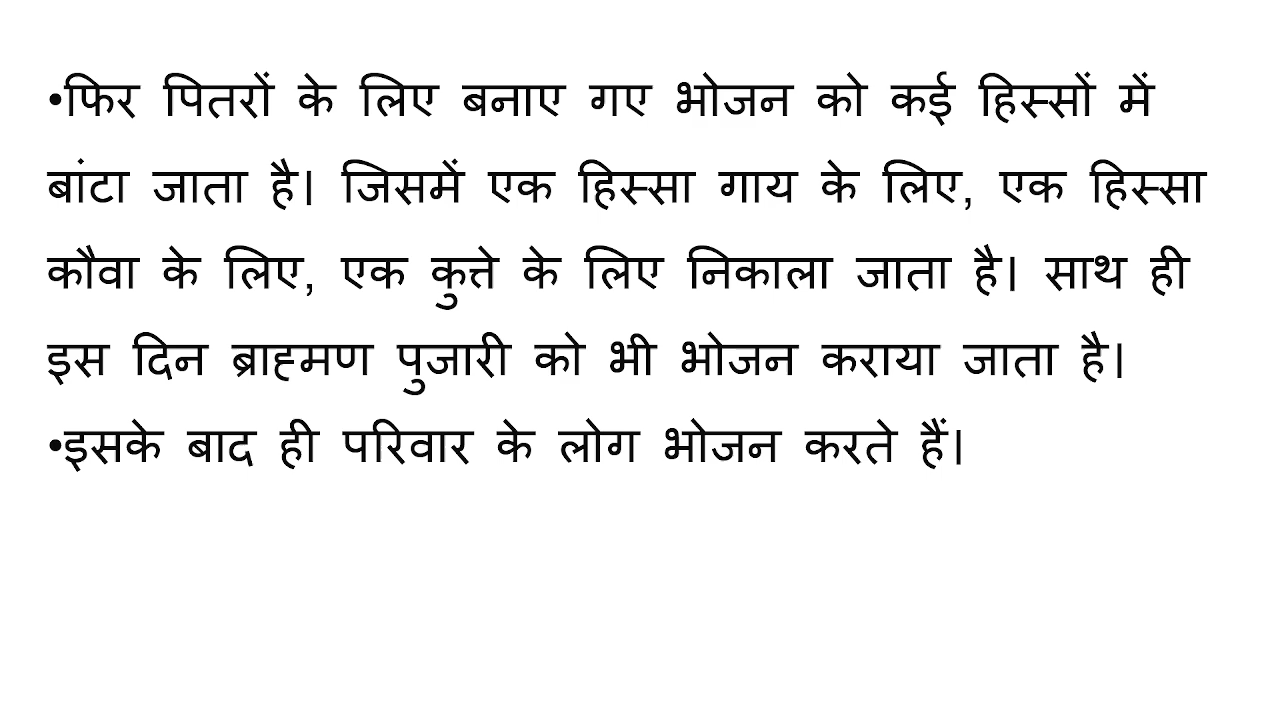 •फिर पितरों के लिए बनाए गए भोजन को कई हिस्सों में
बांटा जाता है। जिसमें एक हिस्सा गाय के लिए, एक हिस्सा
कौवा के लिए, एक कुत्ते के लिए निकाला जाता है। साथ ही
इस दिन ब्राह्मण पुजारी को भी भोजन कराया जाता है।
•इसके बाद ही परिवार के लोग भोजन करते हैं।